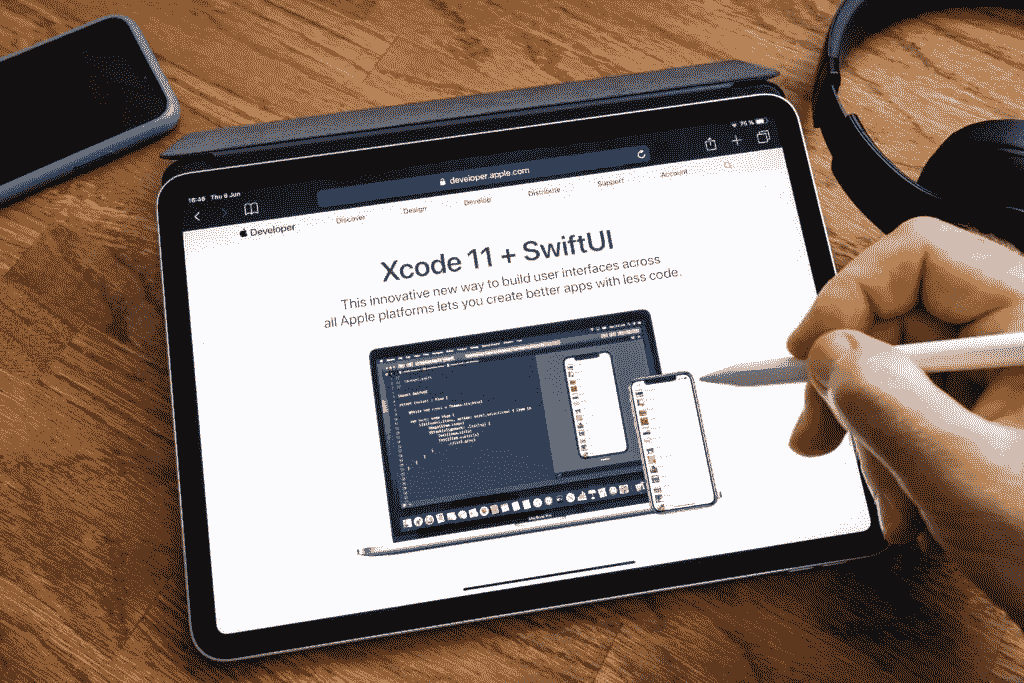 16:46 Thu 6 Jun
75 %
developer.apple.com
Developer
Discover
Design
Develop
Distribute
Support
Account
Xcode 11 + SwiftUI
This innovative new way to build user interfaces across
all Apple platforms lets you create better apps with less code.